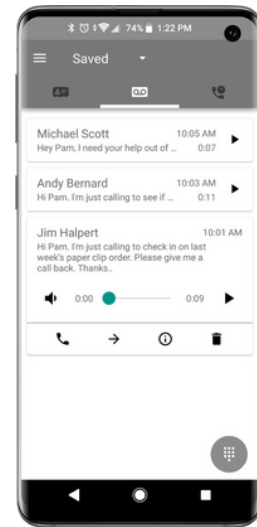 74% 1:22 PM
Saved
Michael Scott 10:05 AM
Hey Pam, I need your help out of ... 0:07
Andy Bernard 10:03 AM
Hi Pam. I'm just calling to see if ... 0:11
Jim Halpert 10:01 AM
Hi Pam. I'm just calling to check in on last
week's paper clip order. Please give me a
call back. Thanks..
0:00 0:09